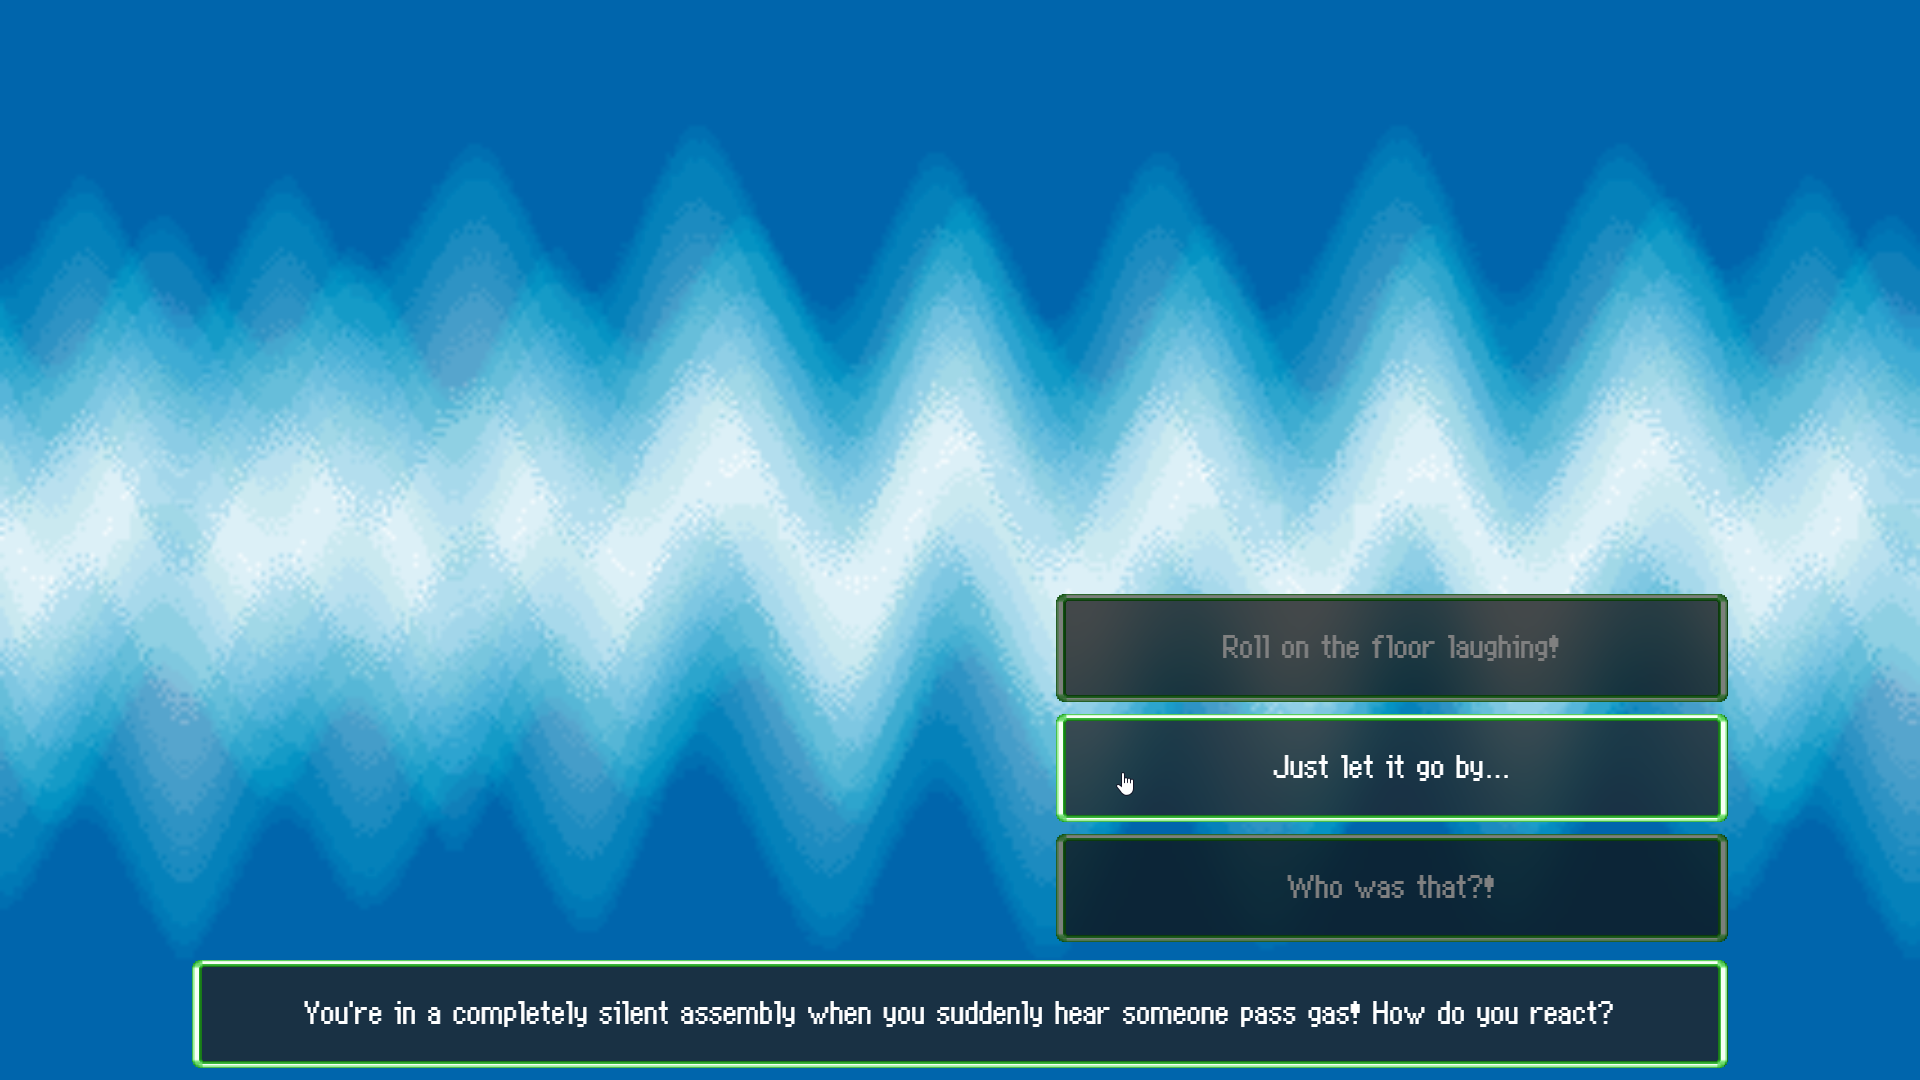 Roll on the floor laughing!
Just let it go by...
Who was that?!
You're in a completely silent assembly when you suddenly hear someone pass gas! How do you react?